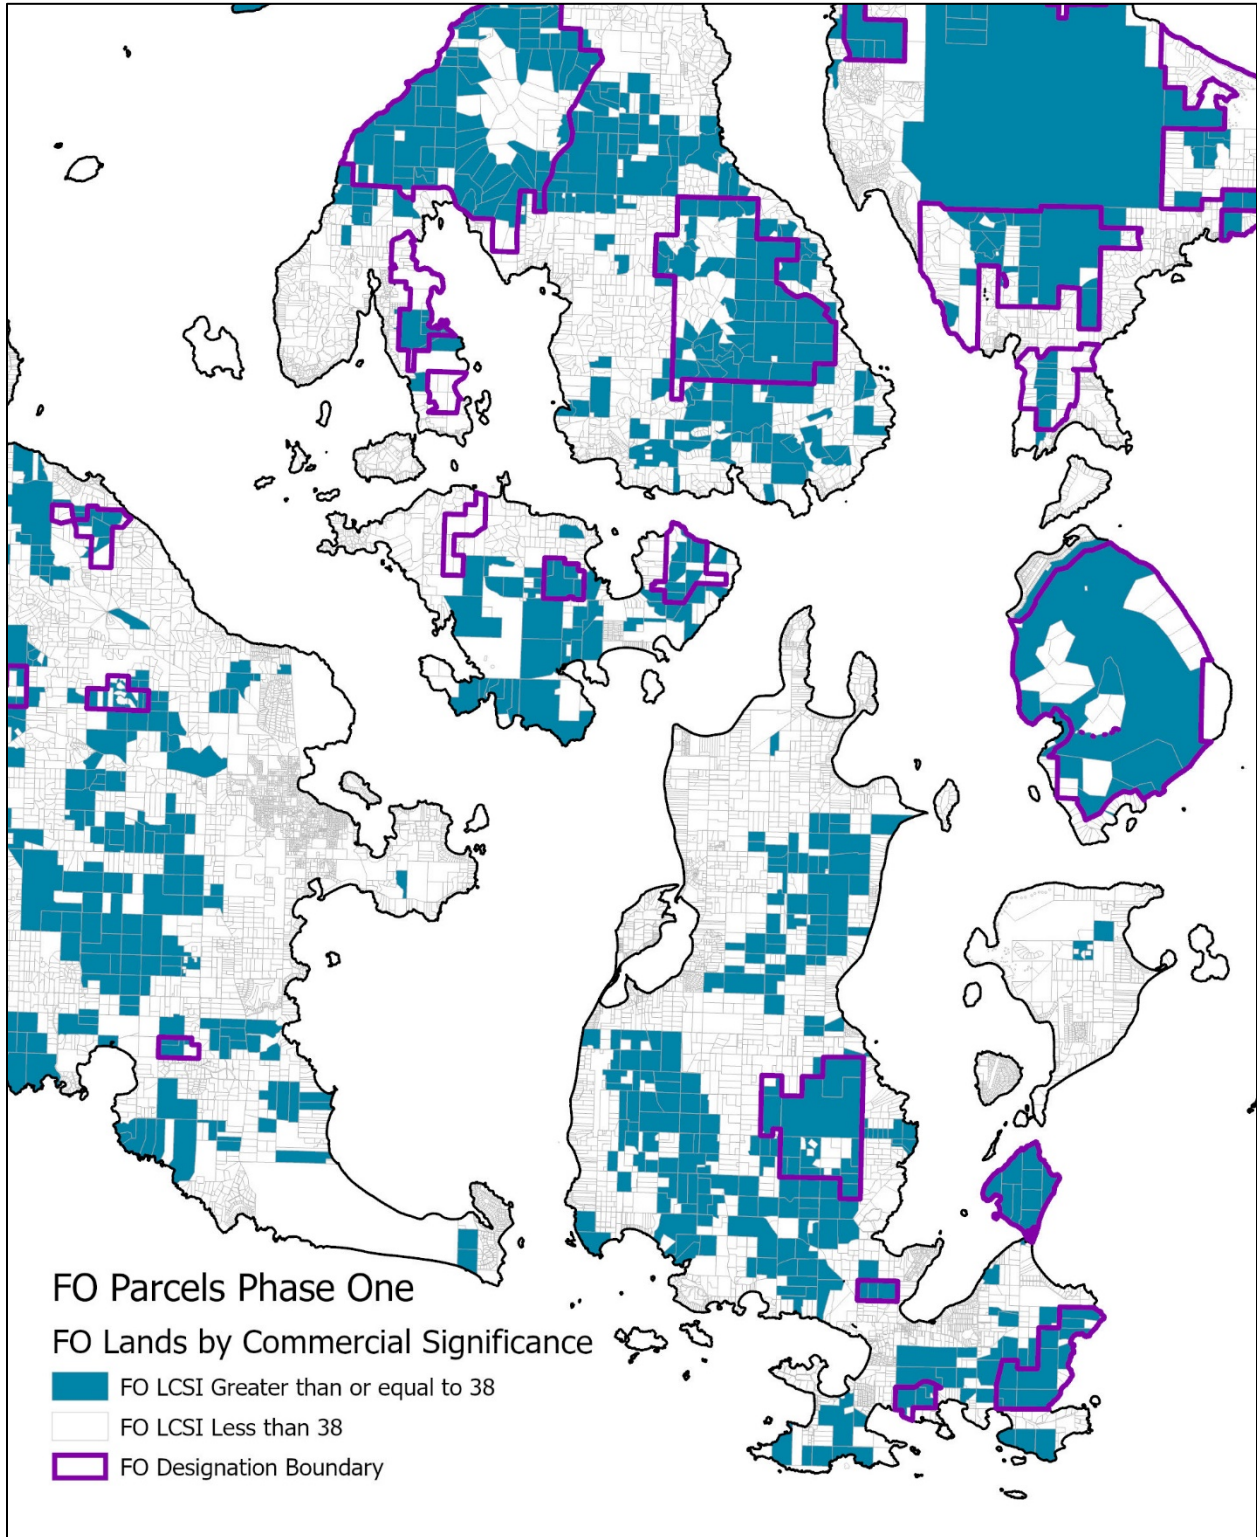 FO Parcels Phase One
FO Lands by Commercial Significance
FO LCSI Greater than or equal to 38
FO LCSI Less than 38
FO Designation Boundary